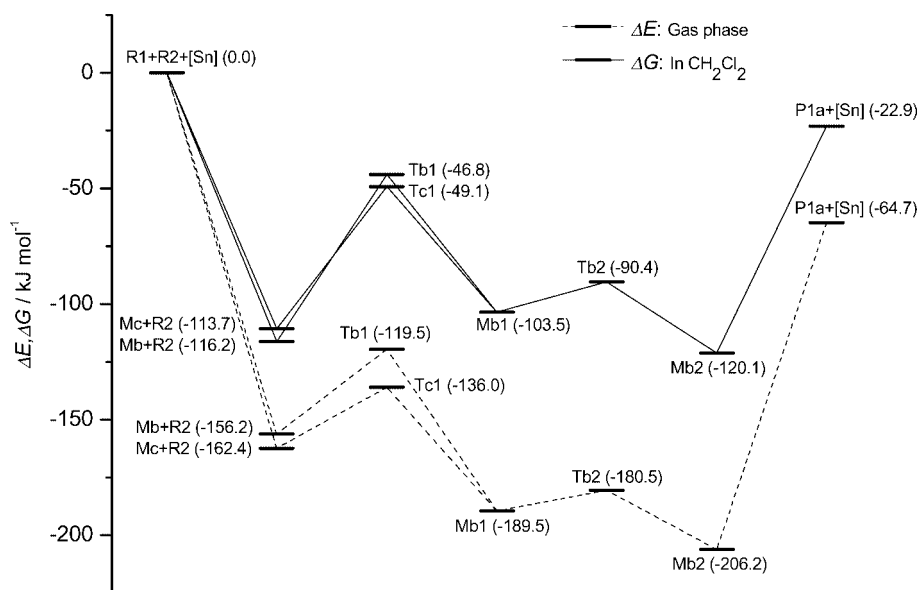 ΔE: Gas phase
ΔG: In CH₂Cl₂
R1+R2+[Sn] (0.0)
P1a+[Sn] (-22.9)
Tb1 (-46.8)
Tc1 (-49.1)
P1a+[Sn] (-64.7)
Tb2 (-90.4)
Mb1 (-103.5)
Mc+R2 (-113.7)
Mb+R2 (-116.2)
Mb2 (-120.1)
Tb1 (-119.5)
Tc1 (-136.0)
Mb+R2 (-156.2)
Mc+R2 (-162.4)
Tb2 (-180.5)
Mb1 (-189.5)
Mb2 (-206.2)
0
-50
-100
-150
-200
ΔE,ΔG / kJ mol⁻¹